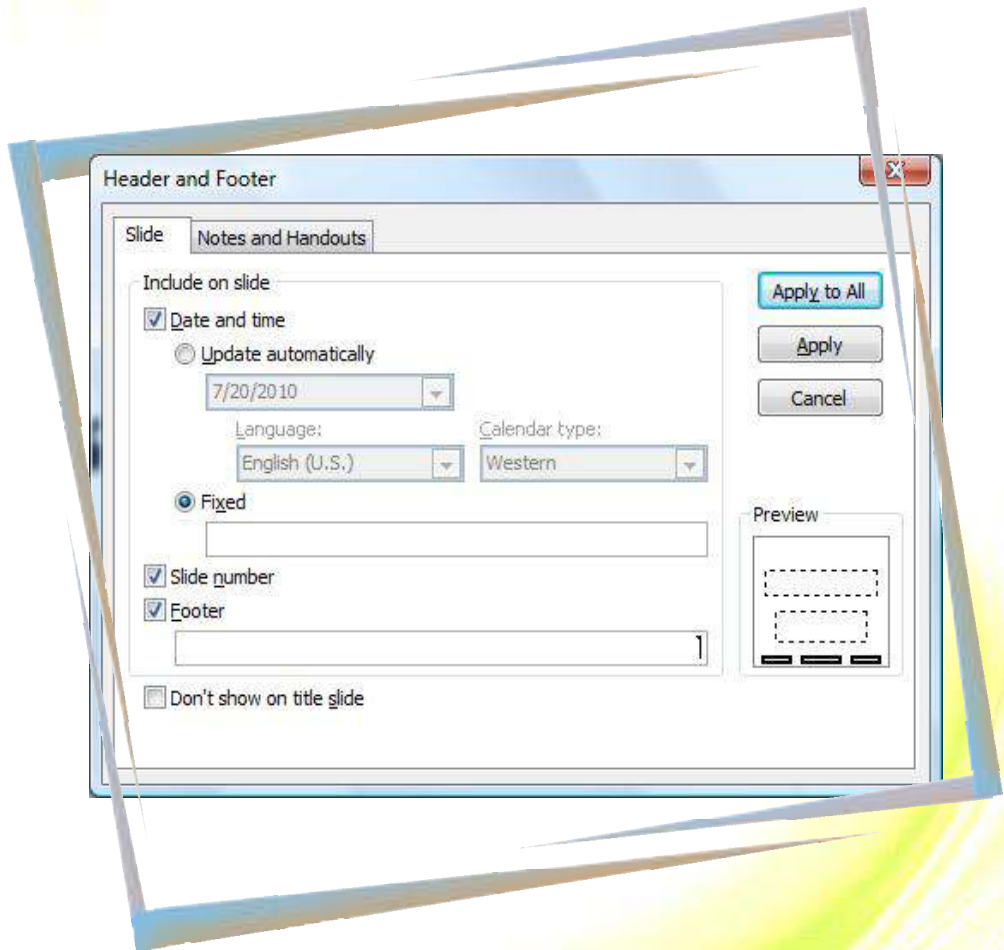 Header and Footer
Slide
Notes and Handouts
Include on slide
Date and time
Update automatically
7/20/2010
Language:
Calendar type:
English (U.S.)
Western
Fixed
Slide number
Footer
Don't show on title slide
Apply to All
Apply
Cancel
Preview